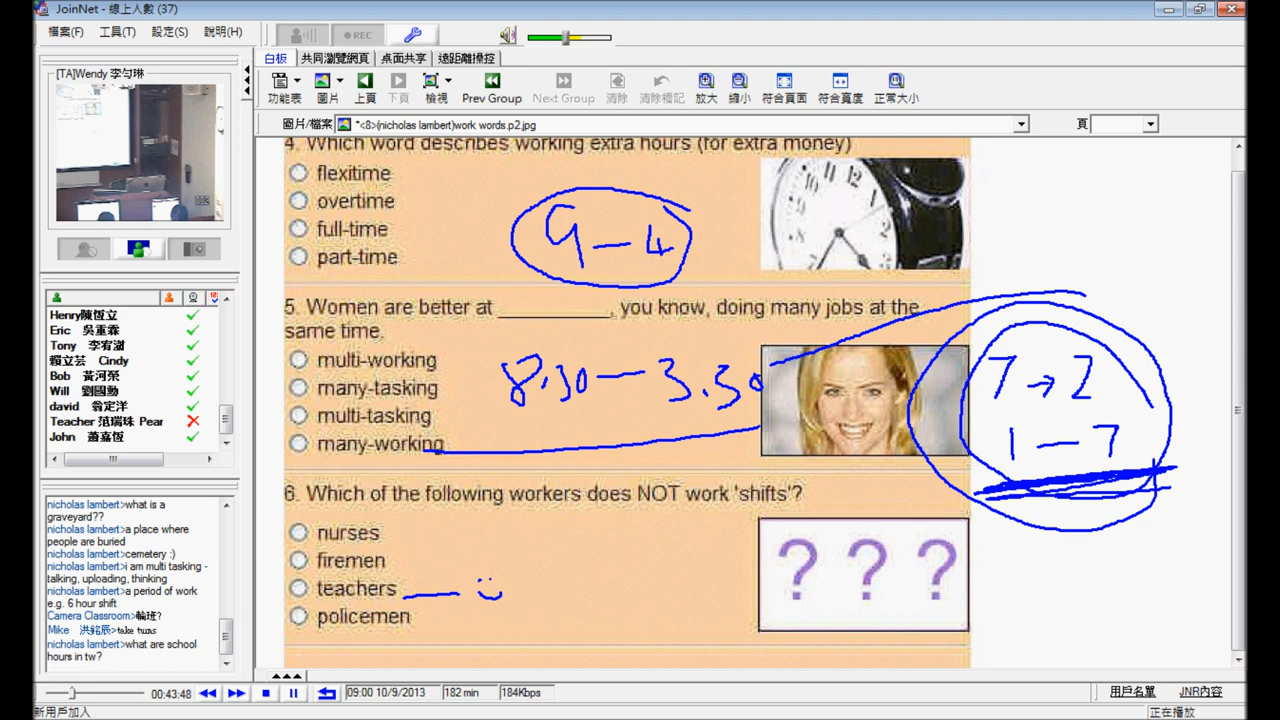 JoinNet - 線上人數 (37)
檔案(F) 工具(T) 設定(S) 說明(H)
REC
[TA]Wendy 李勻琳
白板 共同瀏覽網頁 桌面共享 遠距離操控
功能表 圖片 上頁 下頁 檢視 Prev Group Next Group 清除 清除標記 放大 縮小 符合頁面 符合寬度 正常大小
圖片/檔案 *<8>(nicholas lambert)work words.p2.jpg 頁
4. Which word describes working extra hours (for extra money)
flexitime
overtime
full-time
part-time
9 — 4
12
5. Women are better at __________, you know, doing many jobs at the
same time.
multi-working
many-tasking
multi-tasking
many-working
8.30 — 3.30
7 → 2
1 — 7
6. Which of the following workers does NOT work 'shifts'?
nurses
firemen
teachers
policemen
? ? ?
Henry陳恆立
Eric 吳重霖
Tony 李宥澍
賴立芸 Cindy
Bob 黃河榮
Will 劉國勳
david 翁定洋
Teacher 范瑞珠 Pear
John 蕭嘉恆
nicholas lambert>what is a
graveyard??
nicholas lambert>a place where
people are buried
nicholas lambert>cemetery :)
nicholas lambert>i am multi tasking -
talking, uploading, thinking
nicholas lambert>a period of work
e.g. 6 hour shift
Camera Classroom>輪班?
Mike 洪銘辰>take turns
nicholas lambert>what are school
hours in tw?
00:43:48 09:00 10/9/2013 182 min 184Kbps 用戶名單 JNR內容
新用戶加入 正在播放